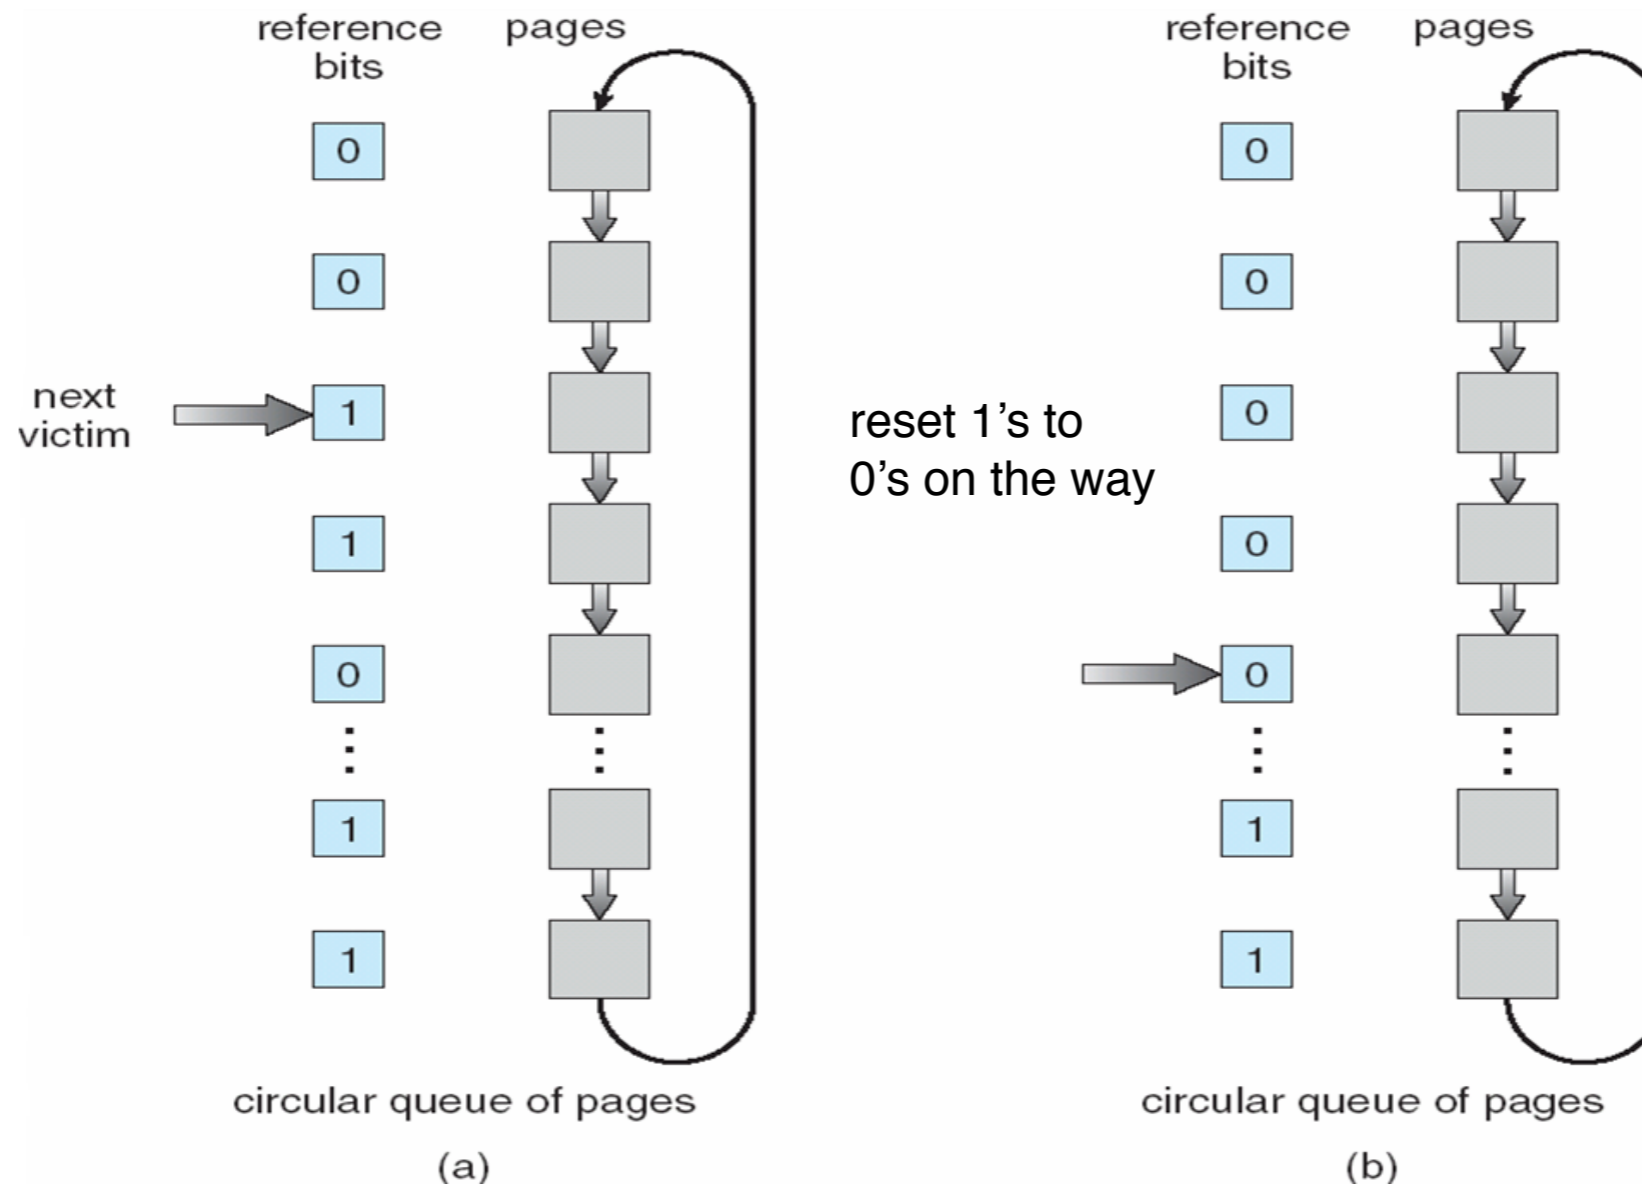 reference
bits
pages
0
0
next
victim
1
1
0
1
1
circular queue of pages
(a)
reset 1’s to
0’s on the way
reference
bits
pages
0
0
0
0
0
1
1
circular queue of pages
(b)